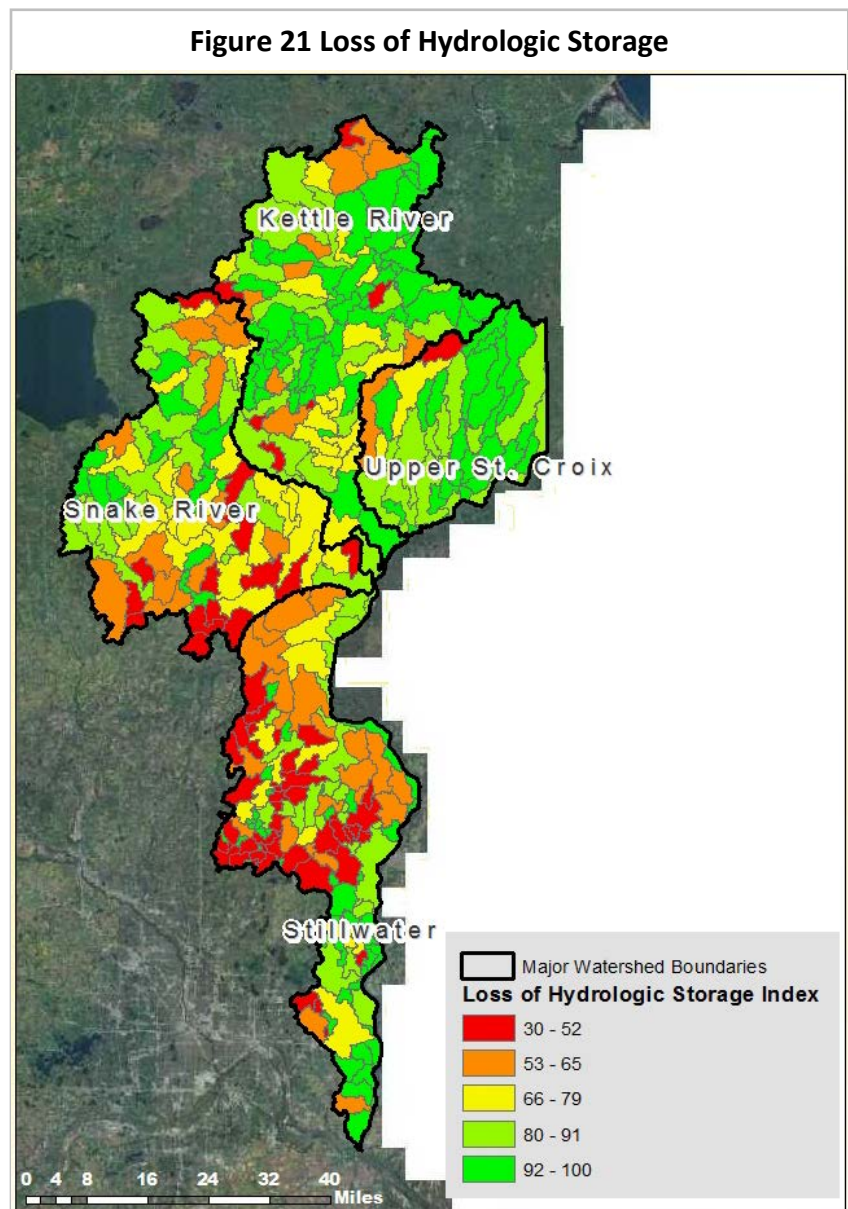 Figure 21 Loss of Hydrologic Storage
Kettle River
Upper St. Croix
Snake River
Stillwater
Major Watershed Boundaries
Loss of Hydrologic Storage Index
30 - 52
53 - 65
66 - 79
80 - 91
92 - 100
0 4 8 16 24 32 40
Miles